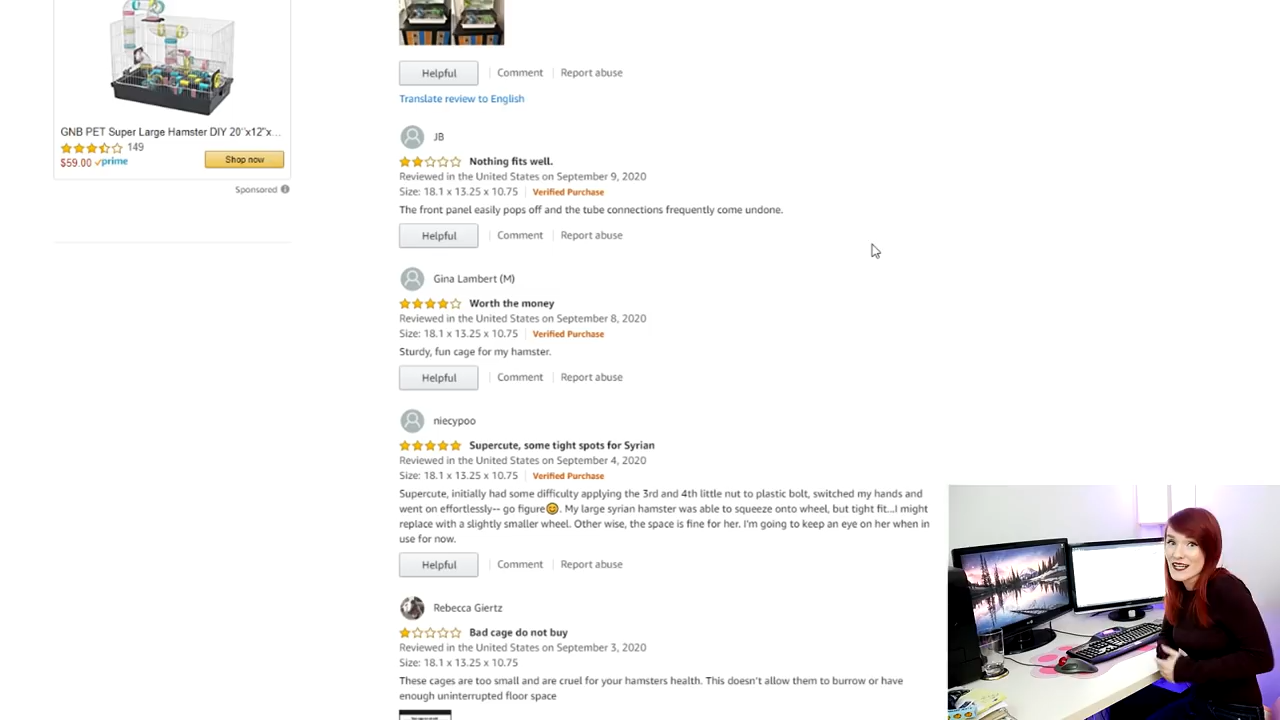 Helpful
Comment
Report abuse
Translate review to English
GNB PET Super Large Hamster DIY 20"x12"x...
149
$59.00 prime
Shop now
Sponsored
JB
Nothing fits well.
Reviewed in the United States on September 9, 2020
Size: 18.1 x 13.25 x 10.75
Verified Purchase
The front panel easily pops off and the tube connections frequently come undone.
Helpful
Comment
Report abuse
Gina Lambert (M)
Worth the money
Reviewed in the United States on September 8, 2020
Size: 18.1 x 13.25 x 10.75
Verified Purchase
Sturdy, fun cage for my hamster.
Helpful
Comment
Report abuse
niecypoo
Supercute, some tight spots for Syrian
Reviewed in the United States on September 4, 2020
Size: 18.1 x 13.25 x 10.75
Verified Purchase
Supercute, initially had some difficulty applying the 3rd and 4th little nut to plastic bolt, switched my hands and
went on effortlessly-- go figure😊. My large syrian hamster was able to squeeze onto wheel, but tight fit...I might
replace with a slightly smaller wheel. Other wise, the space is fine for her. I'm going to keep an eye on her when in
use for now.
Helpful
Comment
Report abuse
Rebecca Giertz
Bad cage do not buy
Reviewed in the United States on September 3, 2020
Size: 18.1 x 13.25 x 10.75
These cages are too small and are cruel for your hamsters health. This doesn't allow them to burrow or have
enough uninterrupted floor space